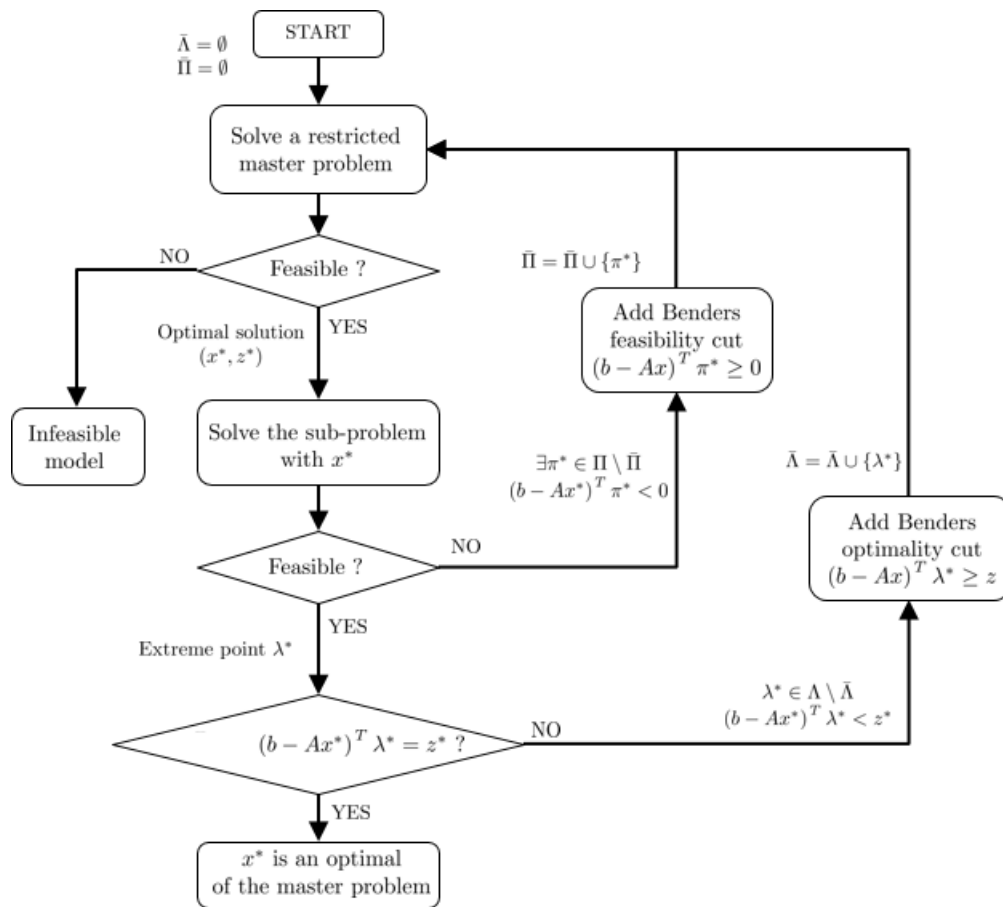 START
Λ̄ = ∅
Π̄ = ∅
Solve a restricted
master problem
NO
Feasible ?
Π̄ = Π̄ ∪ {π*}
Add Benders
feasibility cut
(b − Ax)^T π* ≥ 0
Optimal solution
(x*, z*)
YES
Infeasible
model
Solve the sub-problem
with x*
∃π* ∈ Π \ Π̄
(b − Ax*)^T π* < 0
Λ̄ = Λ̄ ∪ {λ*}
Add Benders
optimality cut
(b − Ax)^T λ* ≥ z
NO
Feasible ?
YES
Extreme point λ*
λ* ∈ Λ \ Λ̄
(b − Ax*)^T λ* < z*
(b − Ax*)^T λ* = z* ?
NO
YES
x* is an optimal
of the master problem